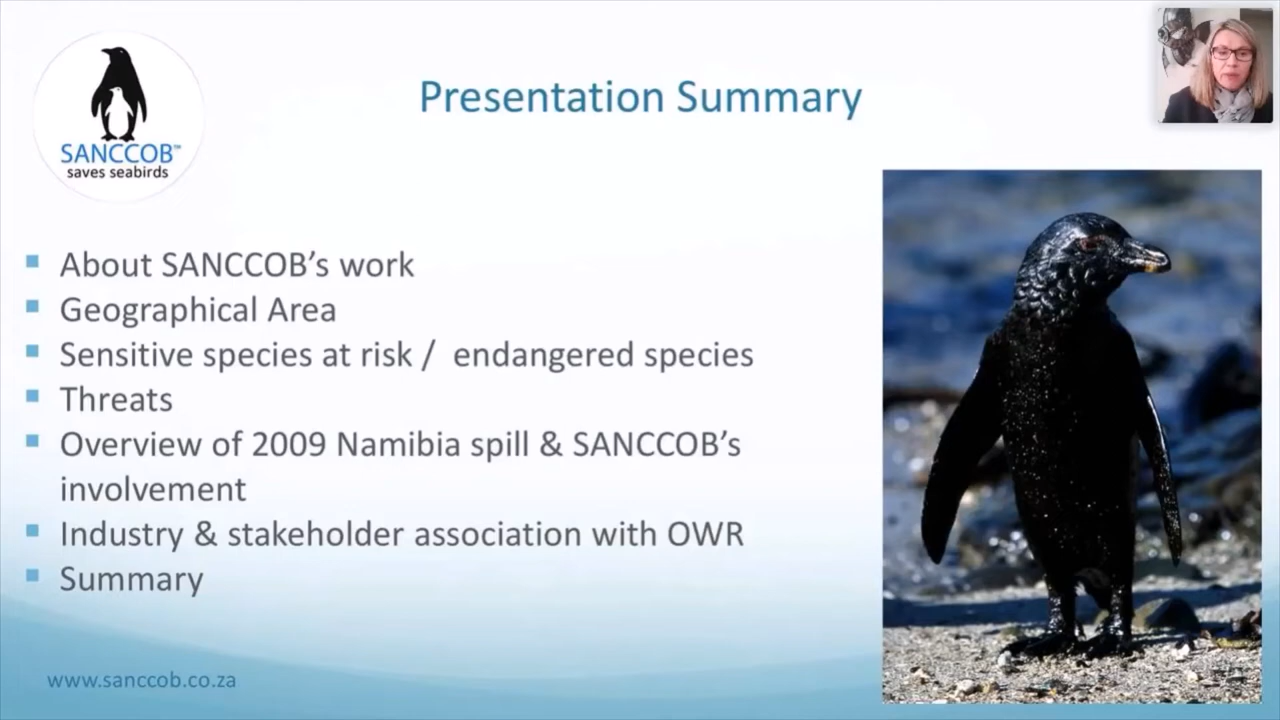 SANCCOB™
saves seabirds
Presentation Summary
About SANCCOB’s work
Geographical Area
Sensitive species at risk / endangered species
Threats
Overview of 2009 Namibia spill & SANCCOB’s
involvement
Industry & stakeholder association with OWR
Summary
www.sanccob.co.za